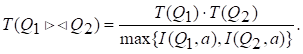 T(Q₁ ▷◁ Q₂) = T(Q₁) · T(Q₂) / max{I(Q₁,a), I(Q₂,a)}.